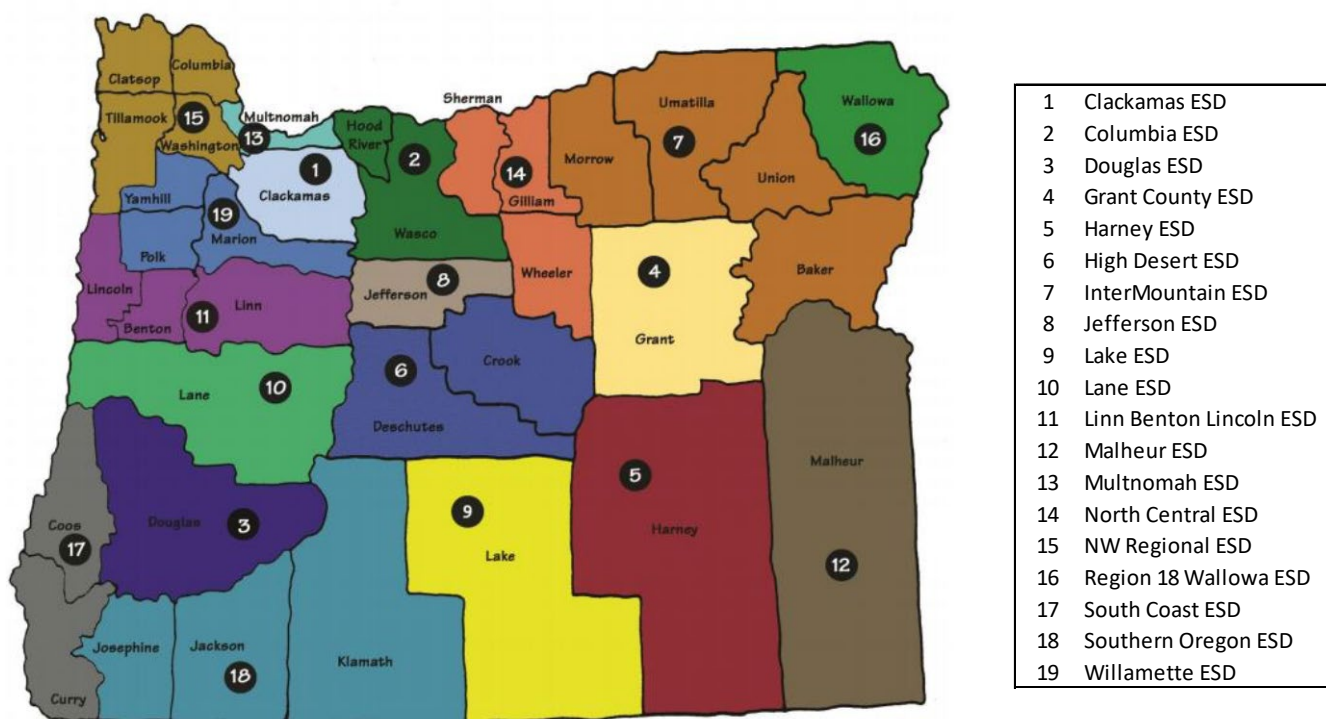 Clatsop
Columbia
Tillamook
15
Washington
Multnomah
13
Hood
River
2
Sherman
14
Gilliam
Morrow
Umatilla
7
Union
Wallowa
16
1
Clackamas
Yamhill
19
Marion
Polk
Wasco
Wheeler
4
Grant
Baker
Lincoln
Benton
11
Linn
Jefferson
8
Crook
6
Deschutes
Lane
10
Malheur
12
5
Harney
9
Lake
Douglas
3
Coos
17
Curry
Josephine
Jackson
18
Klamath
1 Clackamas ESD
2 Columbia ESD
3 Douglas ESD
4 Grant County ESD
5 Harney ESD
6 High Desert ESD
7 InterMountain ESD
8 Jefferson ESD
9 Lake ESD
10 Lane ESD
11 Linn Benton Lincoln ESD
12 Malheur ESD
13 Multnomah ESD
14 North Central ESD
15 NW Regional ESD
16 Region 18 Wallowa ESD
17 South Coast ESD
18 Southern Oregon ESD
19 Willamette ESD